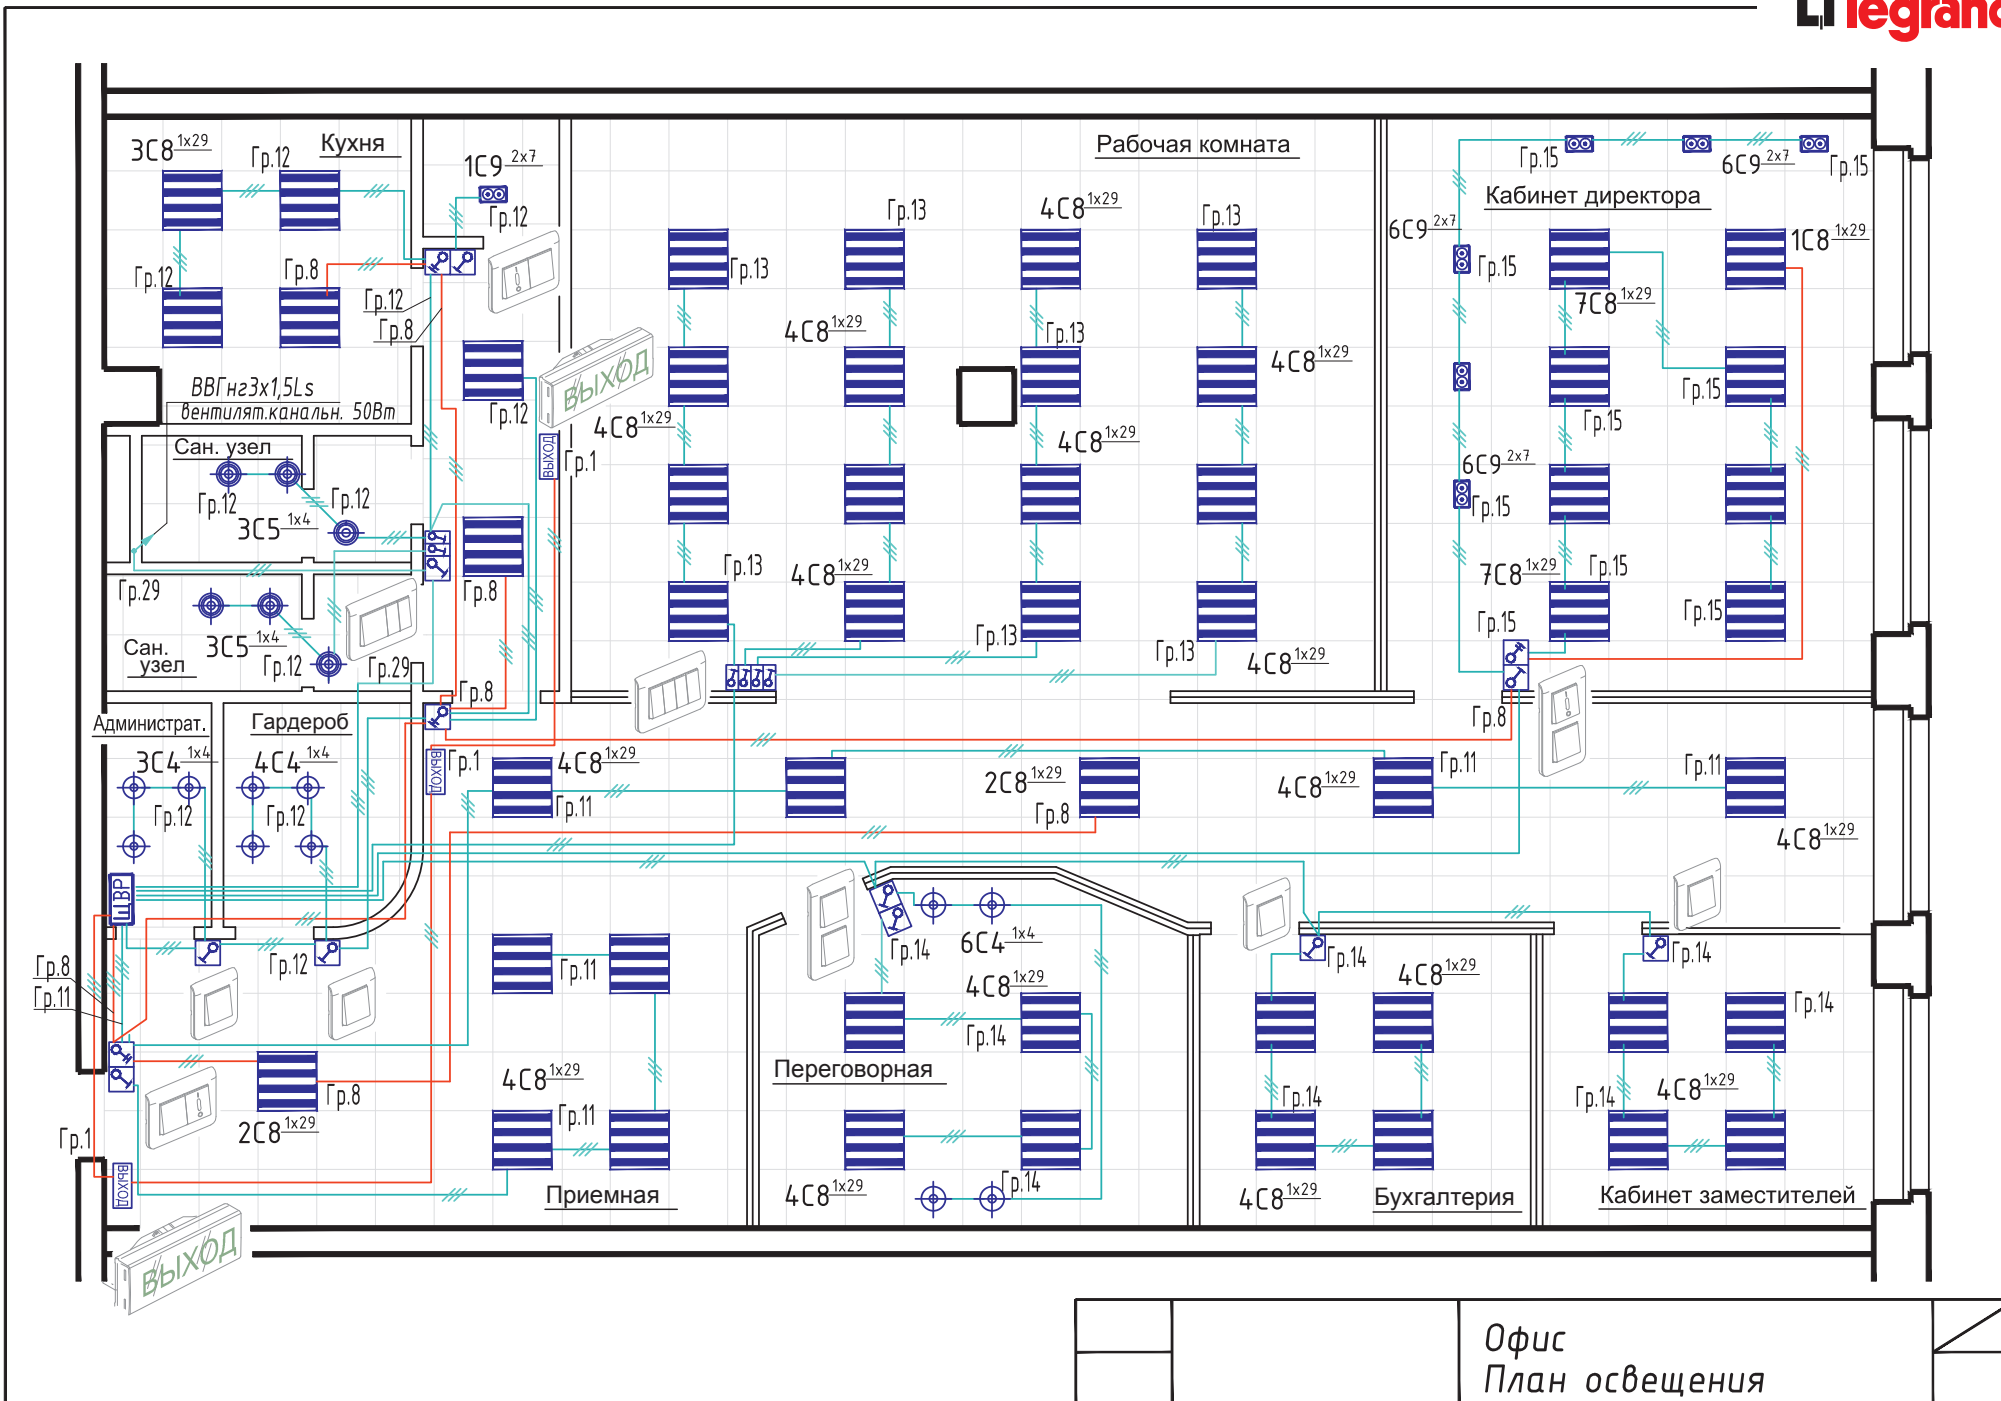 legrand
Кухня
3С8 1х29
Гр.12
1С9 2х7
Гр.12
Гр.12
Гр.8
Гр.12
Гр.8
Гр.12
ВВГнг3х1,5Ls
вентилят.канальн. 50Вт
Сан. узел
Гр.12
Гр.12
3С5 1х4
Гр.29
Гр.8
Сан.
узел
3С5 1х4
Гр.12
Гр.29
Гр.8
ВЫХОД
ВЫХОД
Гр.1
Рабочая комната
Гр.13
4С8 1х29
Гр.13
Гр.13
4С8 1х29
Гр.13
4С8 1х29
4С8 1х29
4С8 1х29
Гр.13
4С8 1х29
Гр.13
Гр.13
4С8 1х29
Кабинет директора
Гр.15
6С9 2х7
Гр.15
6С9 2х7
Гр.15
1С8 1х29
7С8 1х29
Гр.15
Гр.15
6С9 2х7
Гр.15
7С8 1х29
Гр.15
Гр.15
Гр.15
Гр.8
Администрат.
3С4 1х4
Гр.12
Гардероб
4С4 1х4
Гр.12
ВЫХОД
Гр.1
4С8 1х29
Гр.11
2С8 1х29
Гр.8
4С8 1х29
Гр.11
Гр.11
4С8 1х29
ЩВР
Гр.12
Гр.8
Гр.11
Гр.8
2С8 1х29
Гр.1
ВЫХОД
ВЫХОД
Гр.11
4С8 1х29
Гр.11
Приемная
Гр.14
6С4 1х4
4С8 1х29
Гр.14
Переговорная
4С8 1х29
Гр.14
Гр.14
4С8 1х29
Гр.14
4С8 1х29
Бухгалтерия
Гр.14
Гр.14
4С8 1х29
Гр.14
Кабинет заместителей
Офис
План освещения